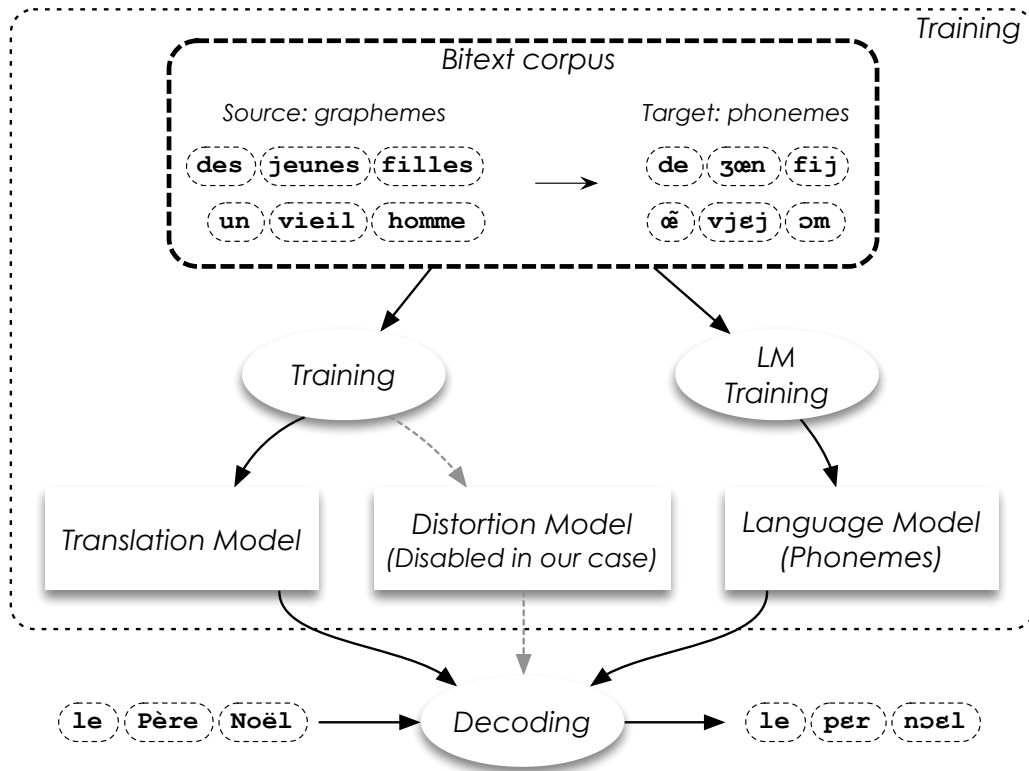 Training
Bitext corpus
Source: graphemes
Target: phonemes
des jeunes filles
de ʒœn fij
un vieil homme
œ̃ vjɛj ɔm
Training
LM
Training
Translation Model
Distortion Model
(Disabled in our case)
Language Model
(Phonemes)
le Père Noël
Decoding
le pɛr nɔɛl